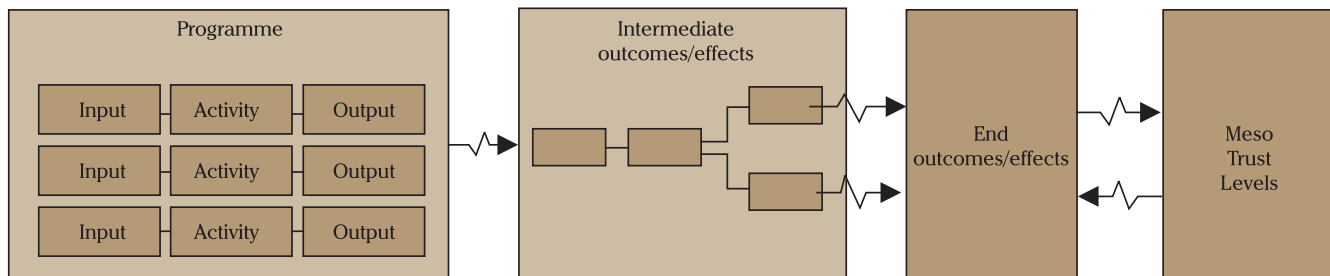 Programme
Input Activity Output
Input Activity Output
Input Activity Output
Intermediate
outcomes/effects
End
outcomes/effects
Meso
Trust
Levels